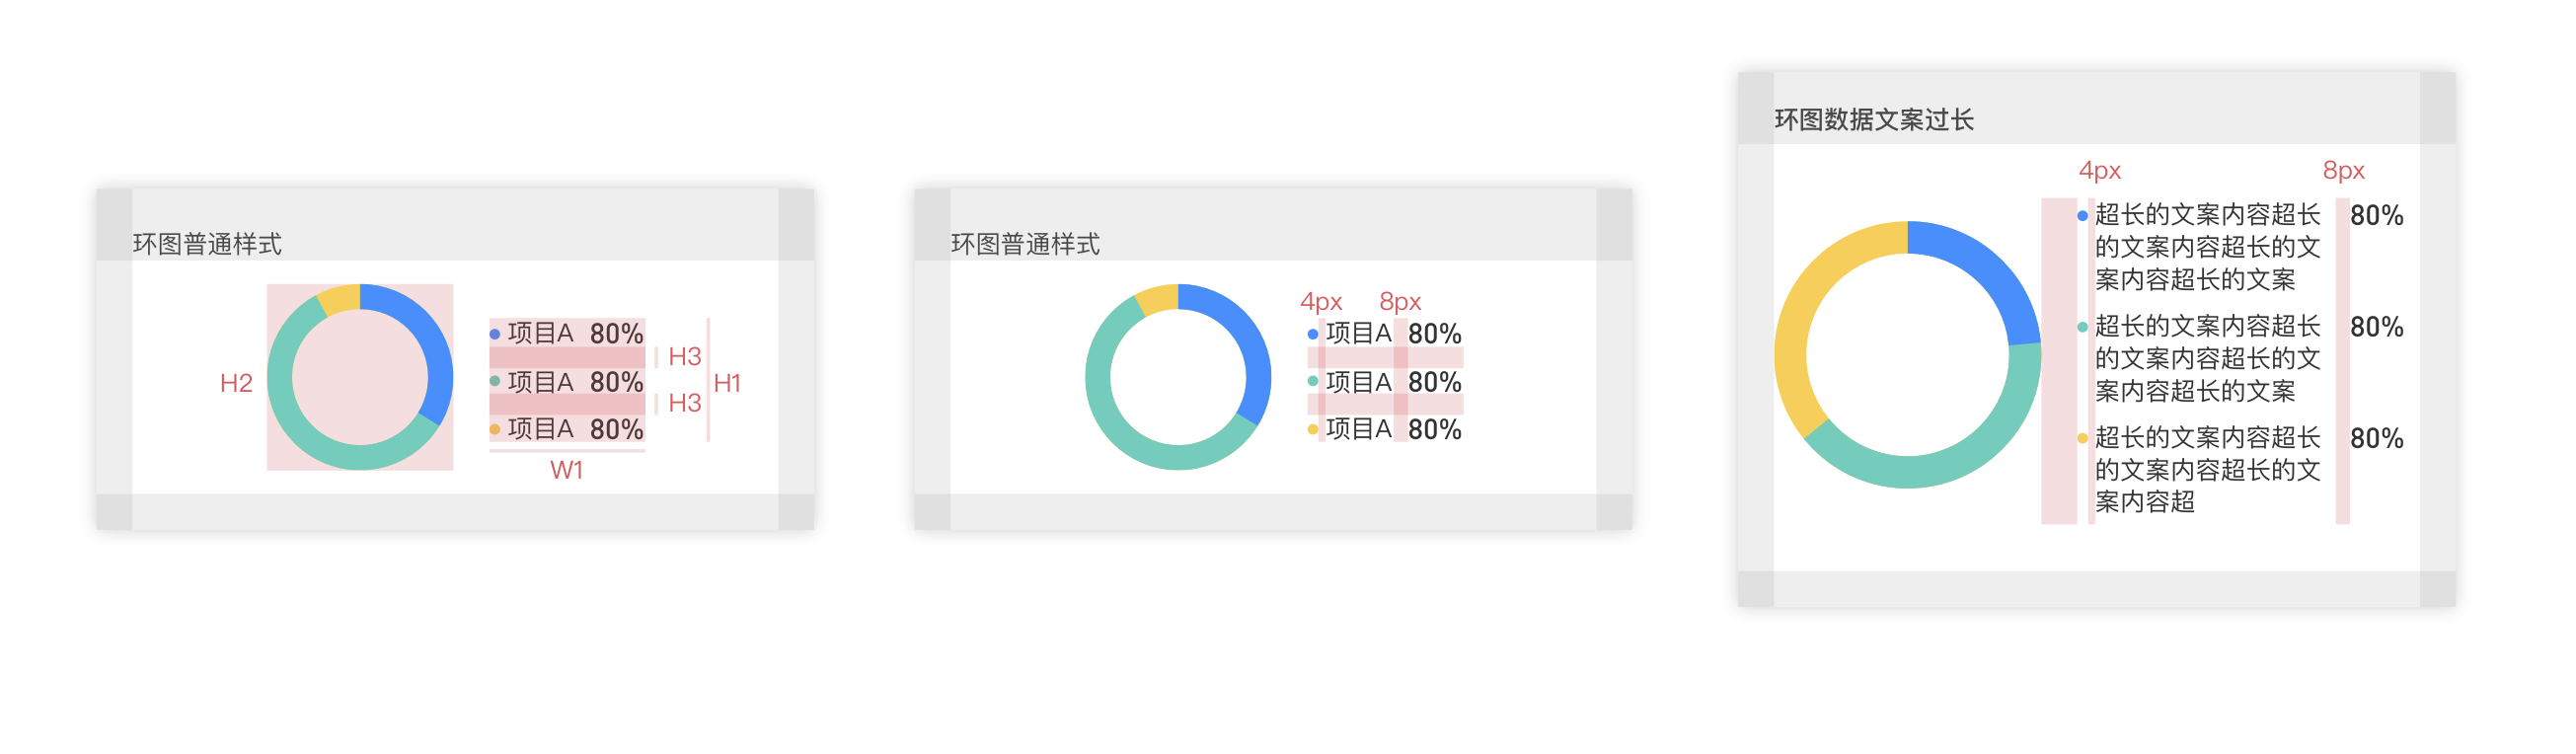 环图普通样式
H2
项目A 80%
H3
项目A 80%
H1
H3
项目A 80%
W1
环图普通样式
4px 8px
项目A 80%
项目A 80%
项目A 80%
环图数据文案过长
4px 8px
超长的文案内容超长 80%
的文案内容超长的文
案内容超长的文案
超长的文案内容超长 80%
的文案内容超长的文
案内容超长的文案
超长的文案内容超长 80%
的文案内容超长的文
案内容超